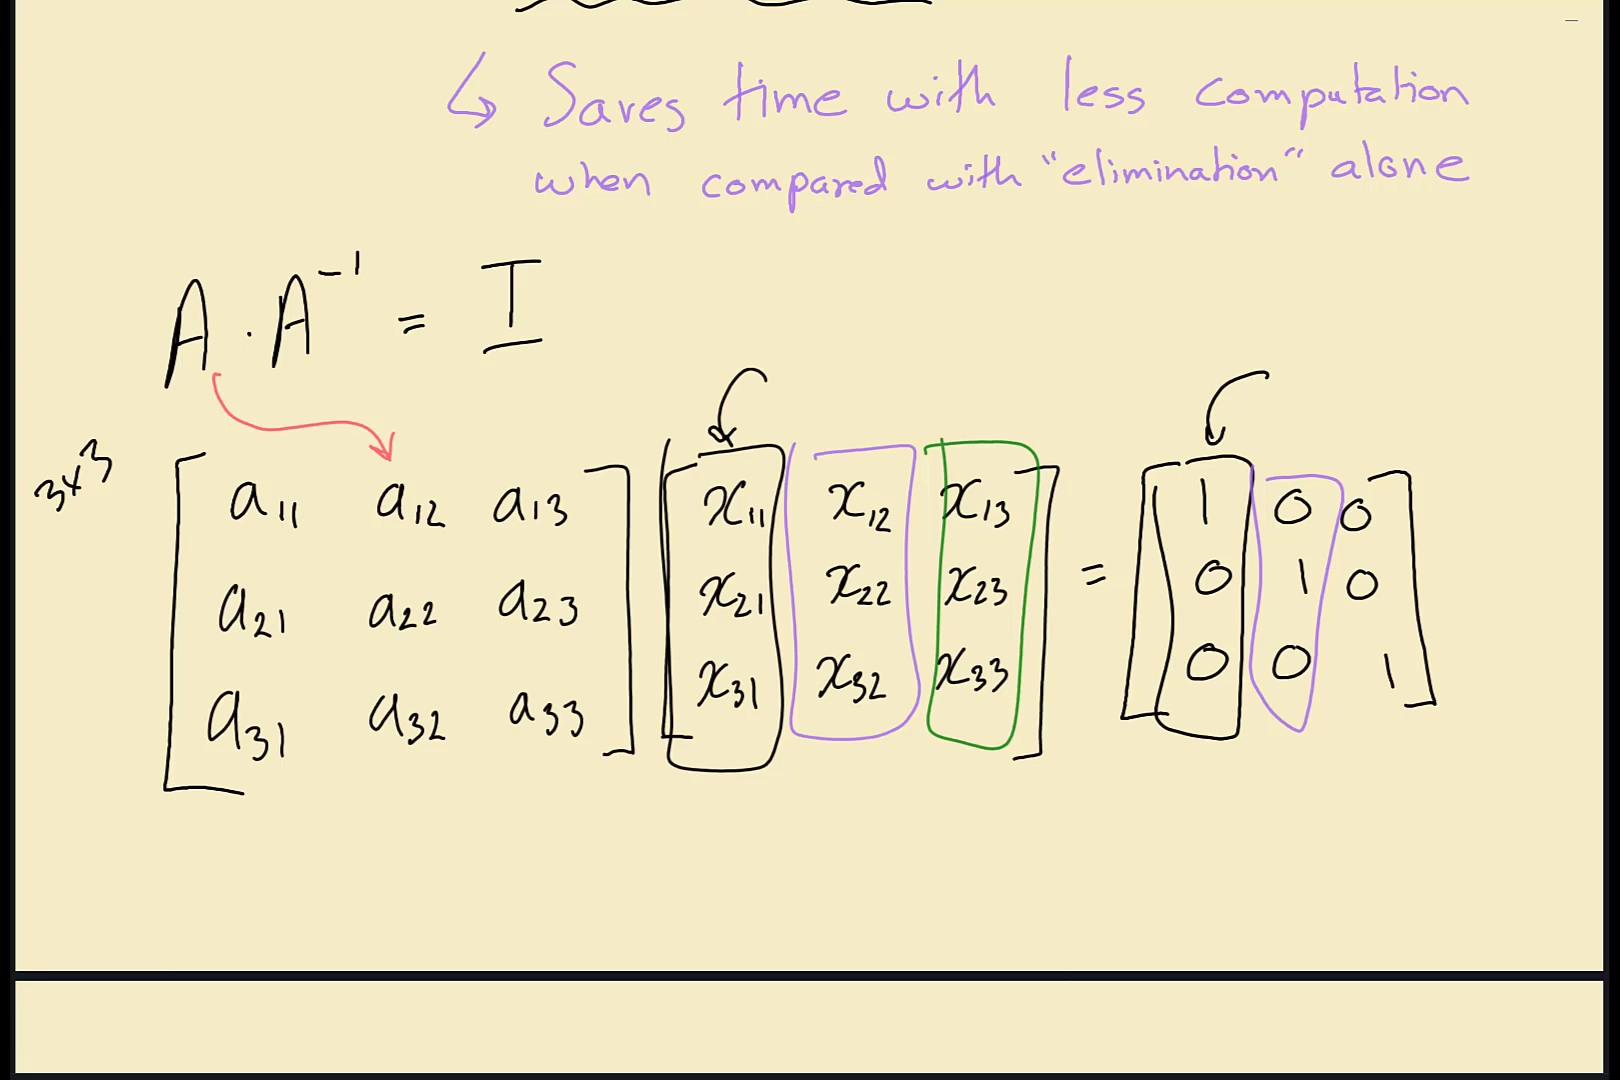 ↳ Saves time with less computation
when compared with "elimination" alone
A · A⁻¹ = I
3x3
a₁₁ a₁₂ a₁₃ x₁₁ x₁₂ x₁₃ 1 0 0
a₂₁ a₂₂ a₂₃ x₂₁ x₂₂ x₂₃ = 0 1 0
a₃₁ a₃₂ a₃₃ x₃₁ x₃₂ x₃₃ 0 0 1